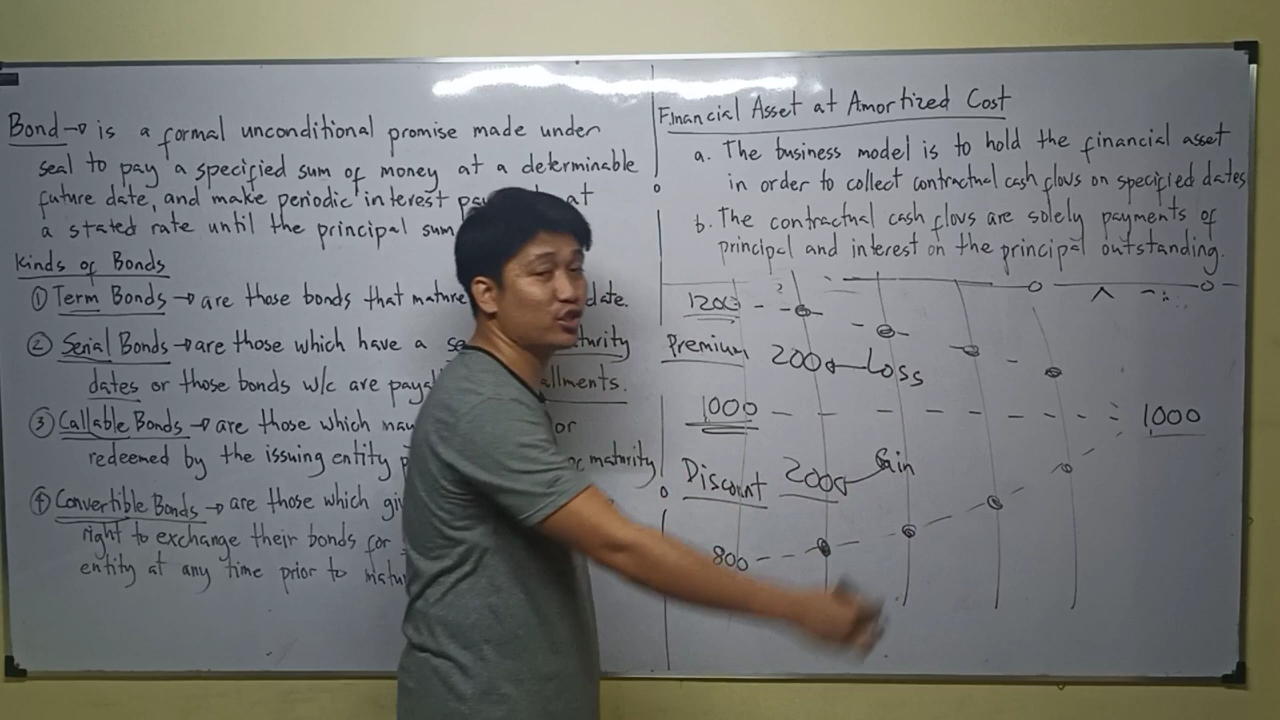 Bond → is a formal unconditional promise made under
seal to pay a specified sum of money at a determinable
future date, and make periodic interest pay at
a stated rate until the principal sum
Kinds of Bonds
① Term Bonds → are those bonds that mature date.
② Serial Bonds → are those which have a se turity
dates or those bonds w/c are payal allments.
③ Callable Bonds → are those which may or
redeemed by the issuing entity maturity
④ Convertible Bonds → are those which giv
right to exchange their bonds for
entity at any time prior to matur
Financial Asset at Amortized Cost
a. The business model is to hold the financial asset
in order to collect contractual cash flows on specified dates
b. The contractual cash flows are solely payments of
principal and interest on the principal outstanding.
1200
Premium 200 Loss
1000 1000
Discount 200 Gain
800